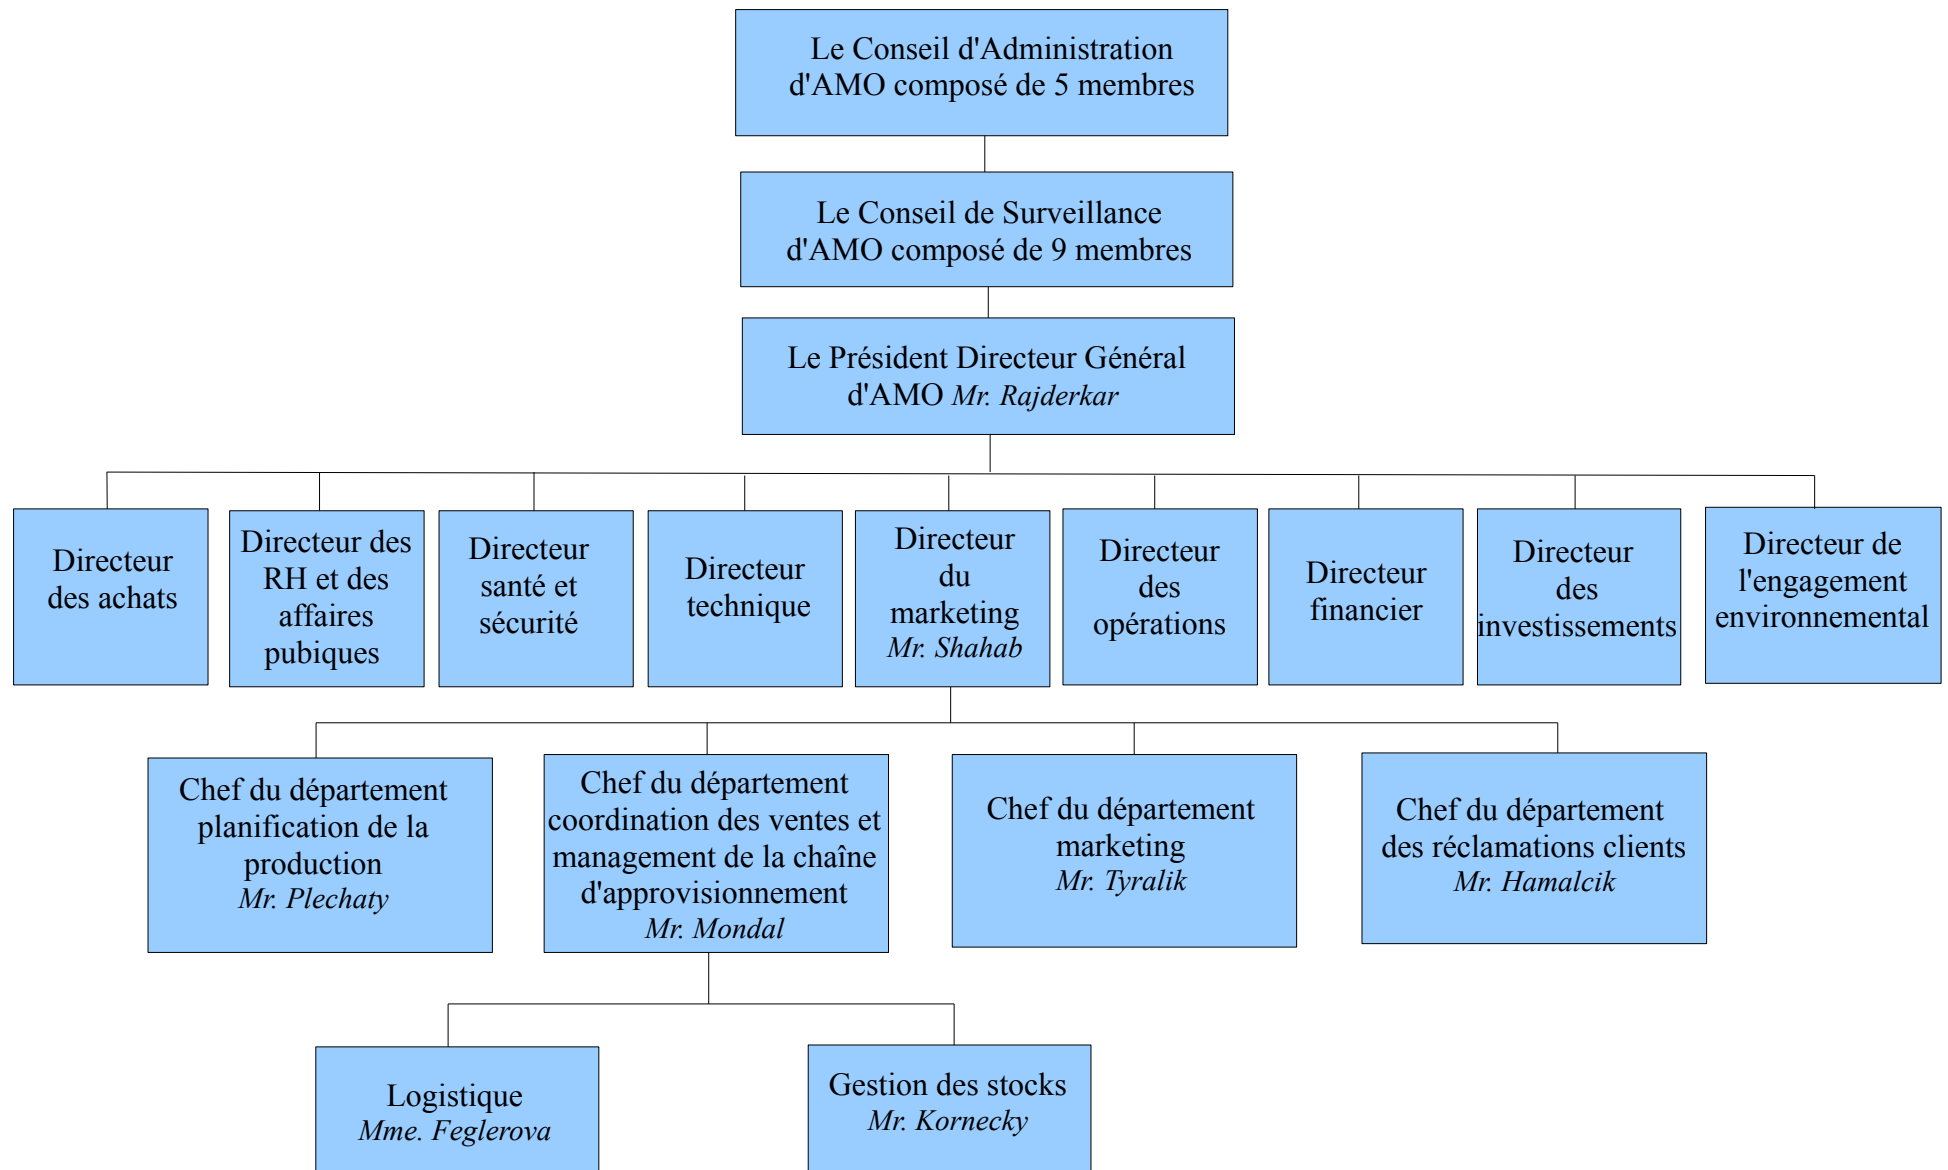 Le Conseil d'Administration
d'AMO composé de 5 membres
Le Conseil de Surveillance
d'AMO composé de 9 membres
Le Président Directeur Général
d'AMO Mr. Rajderkar
Directeur
des achats
Directeur des
RH et des
affaires
pubiques
Directeur
santé et
sécurité
Directeur
technique
Directeur
du
marketing
Mr. Shahab
Directeur
des
opérations
Directeur
financier
Directeur
des
investissements
Directeur de
l'engagement
environnemental
Chef du département
planification de la
production
Mr. Plechaty
Chef du département
coordination des ventes et
management de la chaîne
d'approvisionnement
Mr. Mondal
Chef du département
marketing
Mr. Tyralik
Chef du département
des réclamations clients
Mr. Hamalcik
Logistique
Mme. Feglerova
Gestion des stocks
Mr. Kornecky